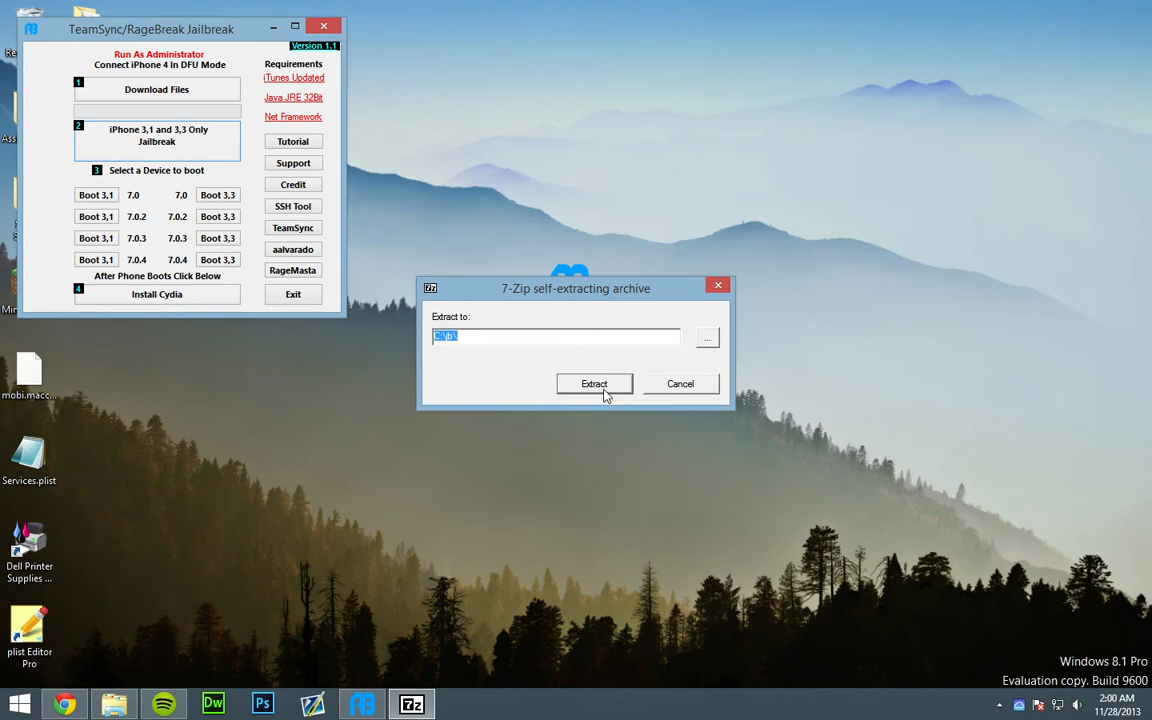 TeamSync/RageBreak Jailbreak
Version 1.1
Run As Administrator
Connect iPhone 4 In DFU Mode
1
Download Files
2
iPhone 3,1 and 3,3 Only
Jailbreak
3 Select a Device to boot
Boot 3,1 7.0 7.0 Boot 3,3
Boot 3,1 7.0.2 7.0.2 Boot 3,3
Boot 3,1 7.0.3 7.0.3 Boot 3,3
Boot 3,1 7.0.4 7.0.4 Boot 3,3
After Phone Boots Click Below
4
Install Cydia
Requirements
iTunes Updated
Java JRE 32Bit
Net Framework
Tutorial
Support
Credit
SSH Tool
TeamSync
aalvarado
RageMasta
Exit
7z
7-Zip self-extracting archive
Extract to:
...
Extract
Cancel
mobi.macc...
Services.plist
Dell Printer
Supplies ...
plist Editor
Pro
Windows 8.1 Pro
Evaluation copy. Build 9600
Dw
Ps
7z
2:00 AM
11/28/2013